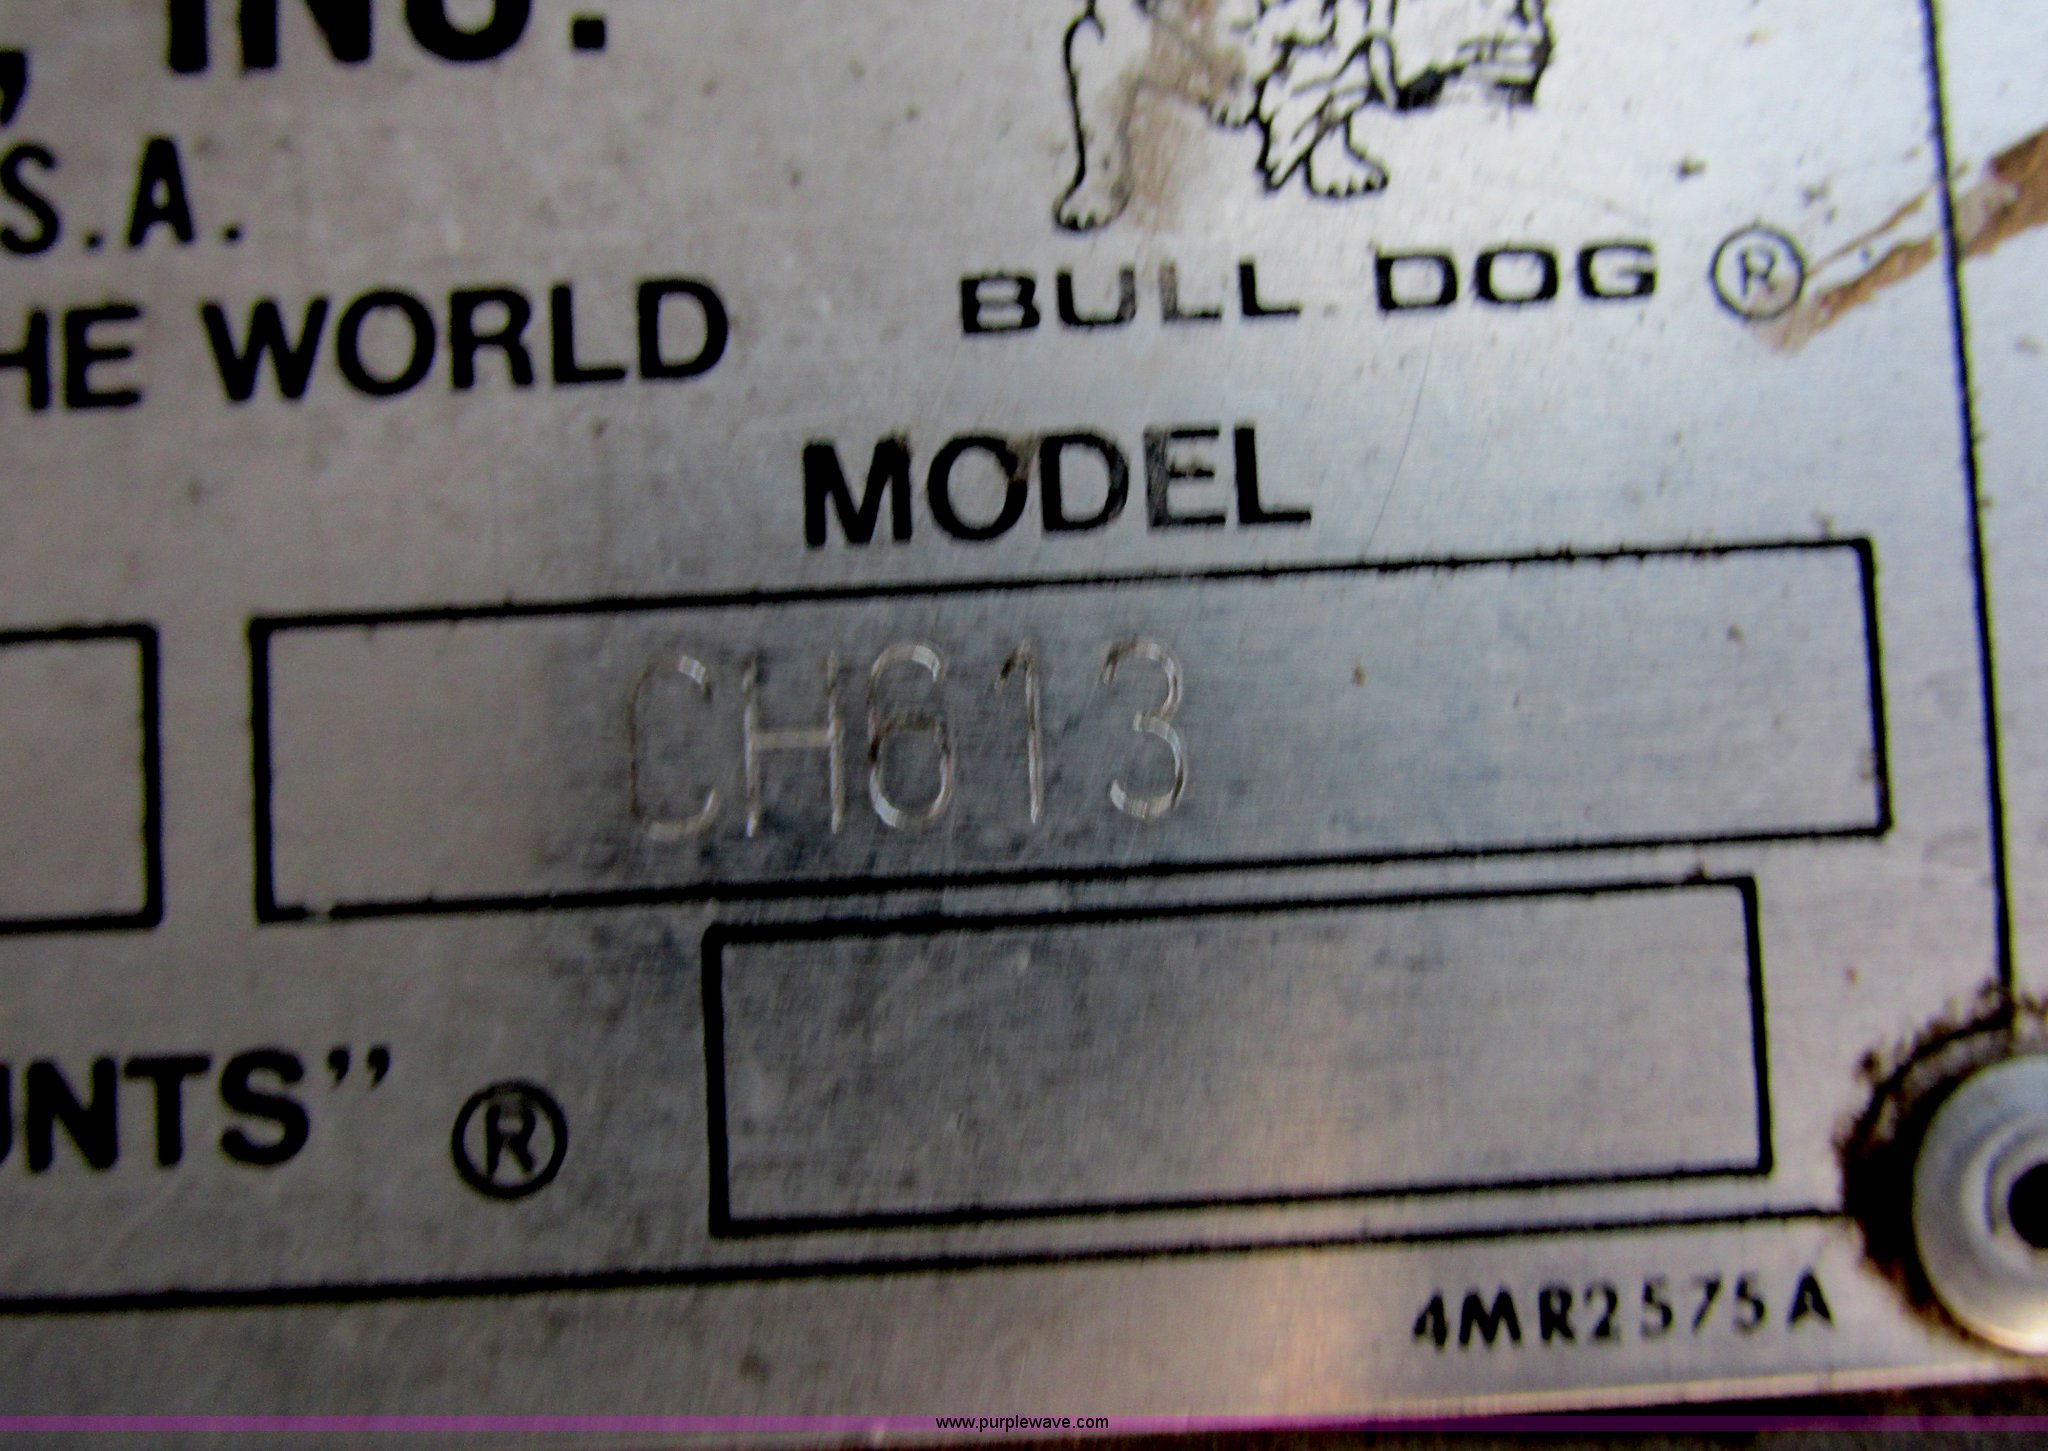 , INC.
S.A.
HE WORLD
BULL DOG ®
MODEL
CH613
UNTS" ®
4MR2575A
www.purplewave.com